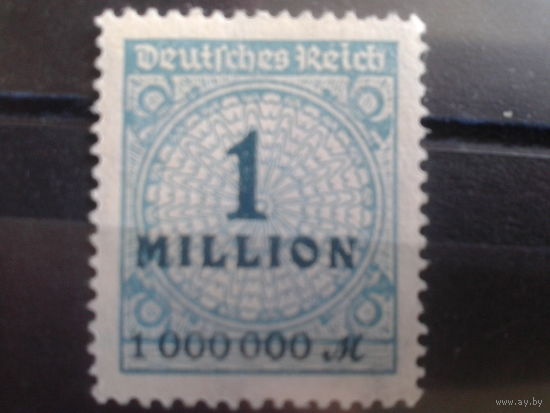 Deutsches Reich
1
MILLION
1 000 000 M
www.ay.by